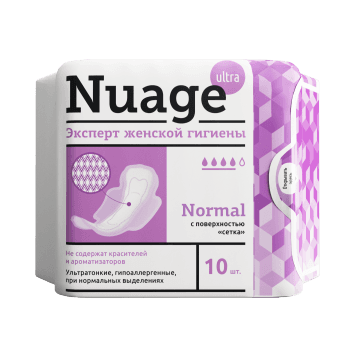 Nuage
ultra
Эксперт женской гигиены
Normal
с поверхностью
«сетка»
Не содержат красителей
и ароматизаторов
Ультратонкие, гипоаллергенные,
при нормальных выделениях
10 шт.